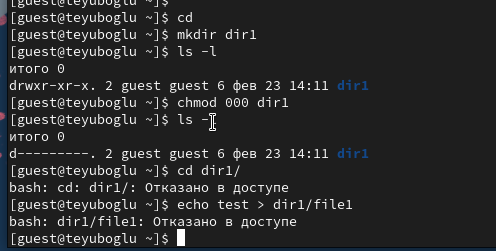 [guest@teyuboglu ~]$
[guest@teyuboglu ~]$ cd
[guest@teyuboglu ~]$ mkdir dir1
[guest@teyuboglu ~]$ ls -l
итого 0
drwxr-xr-x. 2 guest guest 6 фев 23 14:11 dir1
[guest@teyuboglu ~]$ chmod 000 dir1
[guest@teyuboglu ~]$ ls -
итого 0
d---------. 2 guest guest 6 фев 23 14:11 dir1
[guest@teyuboglu ~]$ cd dir1/
bash: cd: dir1/: Отказано в доступе
[guest@teyuboglu ~]$ echo test > dir1/file1
bash: dir1/file1: Отказано в доступе
[guest@teyuboglu ~]$